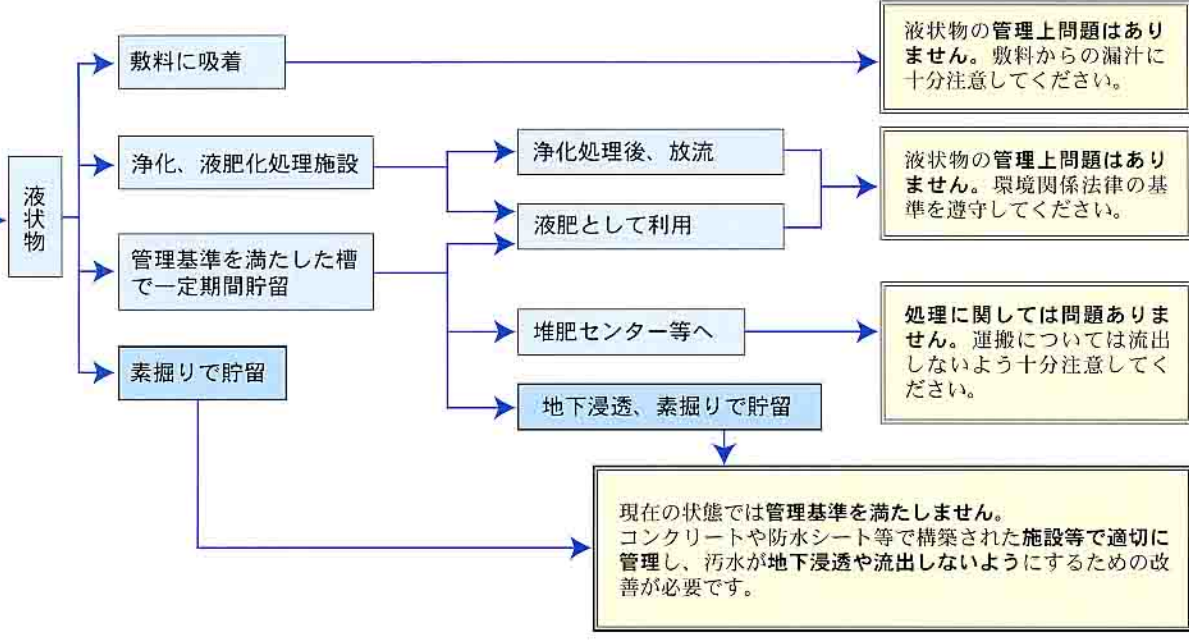 液状物
敷料に吸着
浄化、液肥化処理施設
管理基準を満たした槽
で一定期間貯留
素掘りで貯留
浄化処理後、放流
液肥として利用
堆肥センター等へ
地下浸透、素掘りで貯留
液状物の管理上問題はあり
ません。敷料からの漏汁に
十分注意してください。
液状物の管理上問題はあり
ません。環境関係法律の基
準を遵守してください。
処理に関しては問題ありま
せん。運搬については流出
しないよう十分注意してく
ださい。
現在の状態では管理基準を満たしません。
コンクリートや防水シート等で構築された施設等で適切に
管理し、汚水が地下浸透や流出しないようにするための改
善が必要です。